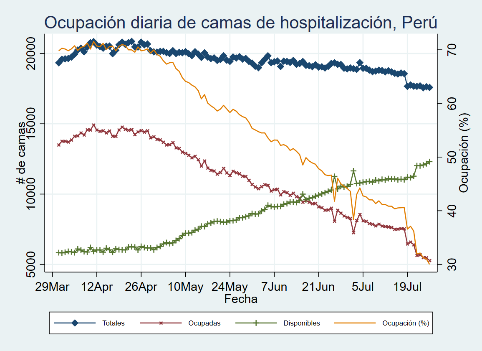 Ocupación diaria de camas de hospitalización, Perú
# de camas
20000
15000
10000
5000
Ocupación (%)
70
60
50
40
30
29Mar 12Apr 26Apr 10May 24May 7Jun 21Jun 5Jul 19Jul
Fecha
Totales Ocupadas Disponibles Ocupación (%)